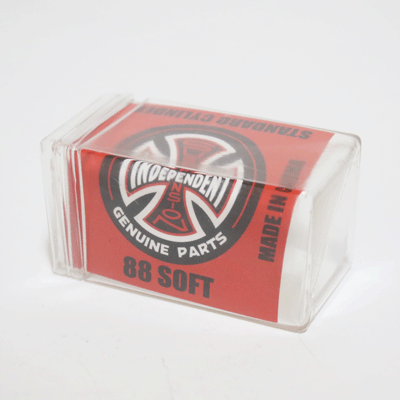 STANDARD CYLINDER
INDEPENDENT
GENUINE PARTS
88 SOFT
MADE IN